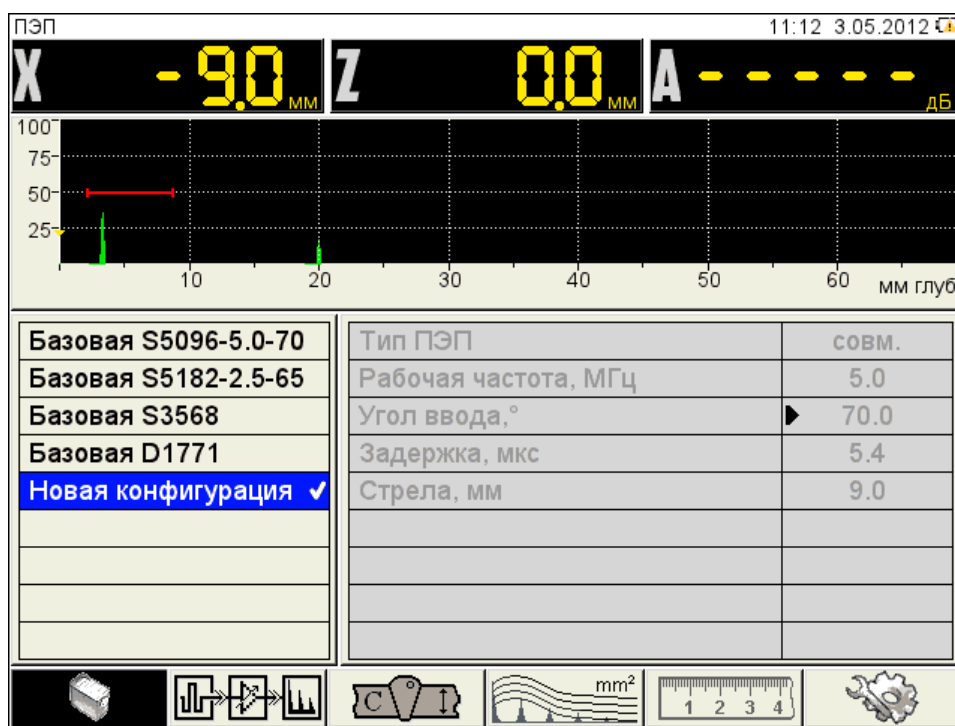 ПЭП 11:12 3.05.2012
X -9.0 мм Z 0.0 мм A - - - - - дБ
100
75
50
25
10 20 30 40 50 60 мм глуб
Базовая S5096-5.0-70
Базовая S5182-2.5-65
Базовая S3568
Базовая D1771
Новая конфигурация ✓
Тип ПЭП совм.
Рабочая частота, МГц 5.0
Угол ввода,° 70.0
Задержка, мкс 5.4
Стрела, мм 9.0
C mm² 1 2 3 4